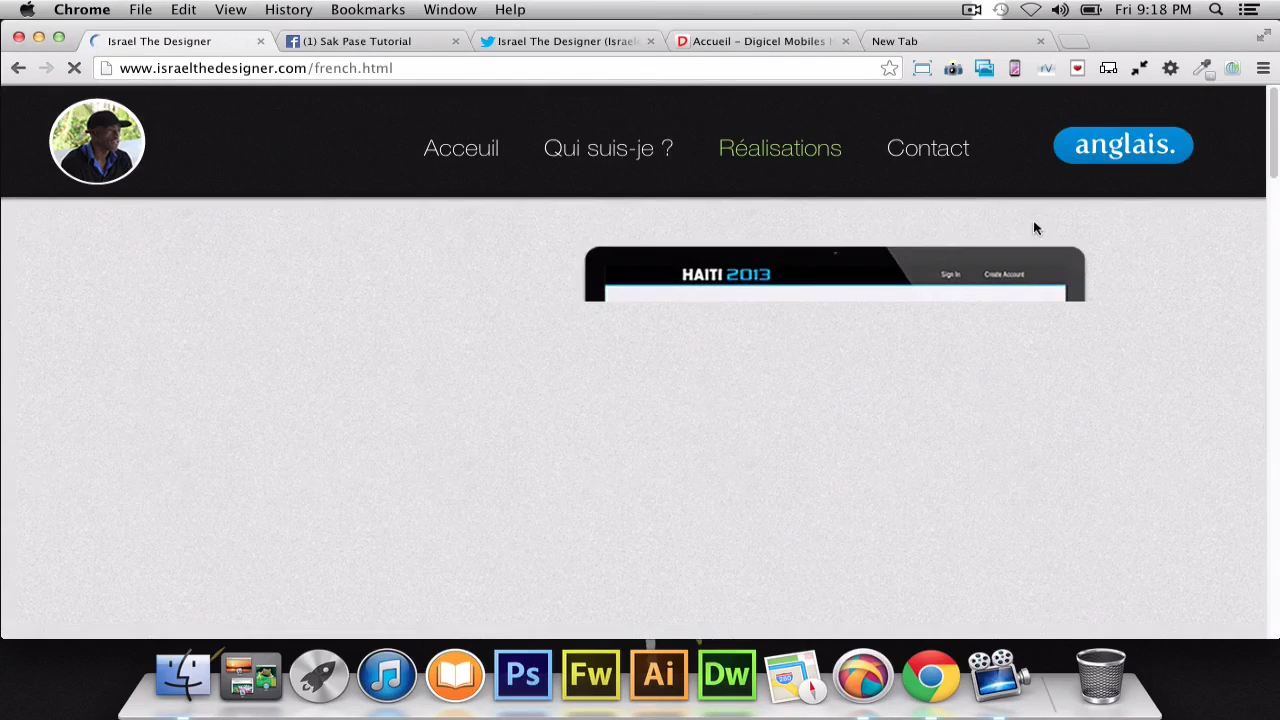 Chrome File Edit View History Bookmarks Window Help Fri 9:18 PM
Israel The Designer (1) Sak Pase Tutorial Israel The Designer (Israel Accueil – Digicel Mobiles New Tab
www.israelthedesigner.com/french.html
Acceuil Qui suis-je ? Réalisations Contact anglais.
HAITI 2013 Sign In Create Account
Ps Fw Ai Dw